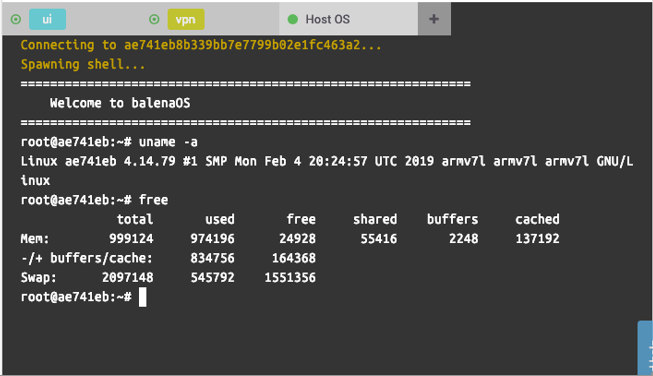 ui vpn Host OS +
Connecting to ae741eb8b339bb7e7799b02e1fc463a2...
Spawning shell...
============================================================
    Welcome to balenaOS
============================================================
root@ae741eb:~# uname -a
Linux ae741eb 4.14.79 #1 SMP Mon Feb 4 20:24:57 UTC 2019 armv7l armv7l armv7l GNU/L
inux
root@ae741eb:~# free
             total       used       free     shared    buffers     cached
Mem:        999124     974196      24928      55416       2248     137192
-/+ buffers/cache:     834756     164368
Swap:      2097148     545792    1551356
root@ae741eb:~#